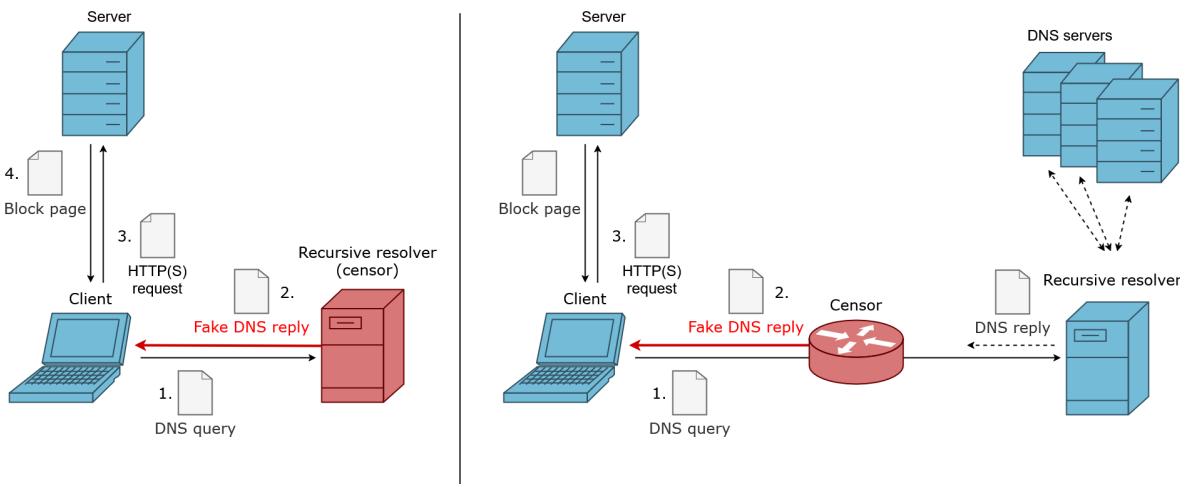 Server
4.
Block page
3.
HTTP(S)
request
Client
Recursive resolver
(censor)
2.
Fake DNS reply
1.
DNS query
Server
DNS servers
Block page
3.
HTTP(S)
request
Client
2.
Fake DNS reply
Censor
Recursive resolver
DNS reply
1.
DNS query